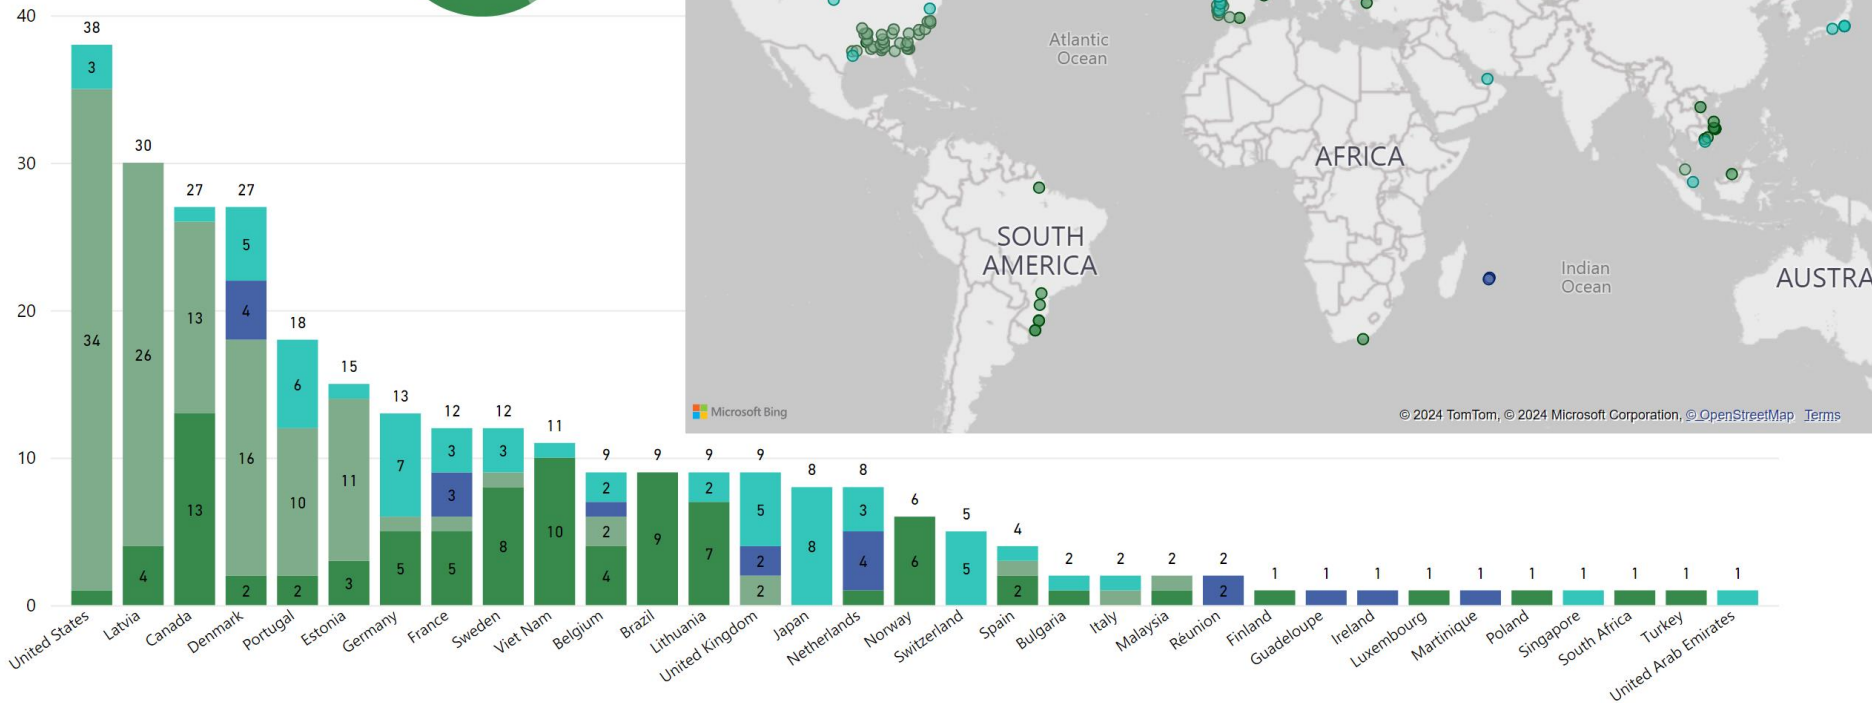 40
30
20
10
0
38
3
34
30
26
4
27
13
13
27
5
4
16
2
18
6
10
2
15
11
3
13
7
5
12
3
3
5
12
3
8
11
10
9
2
2
4
9
9
9
2
7
9
5
2
2
8
8
8
3
4
6
6
5
5
4
2
2
2
2
2
2
1
1
1
1
1
1
1
1
1
1
United States
Latvia
Canada
Denmark
Portugal
Estonia
Germany
France
Sweden
Viet Nam
Belgium
Brazil
Lithuania
United Kingdom
Japan
Netherlands
Norway
Switzerland
Spain
Bulgaria
Italy
Malaysia
Réunion
Finland
Guadeloupe
Ireland
Luxembourg
Martinique
Poland
Singapore
South Africa
Turkey
United Arab Emirates
Atlantic
Ocean
AFRICA
SOUTH
AMERICA
Indian
Ocean
AUSTRA
Microsoft Bing
© 2024 TomTom, © 2024 Microsoft Corporation, © OpenStreetMap Terms